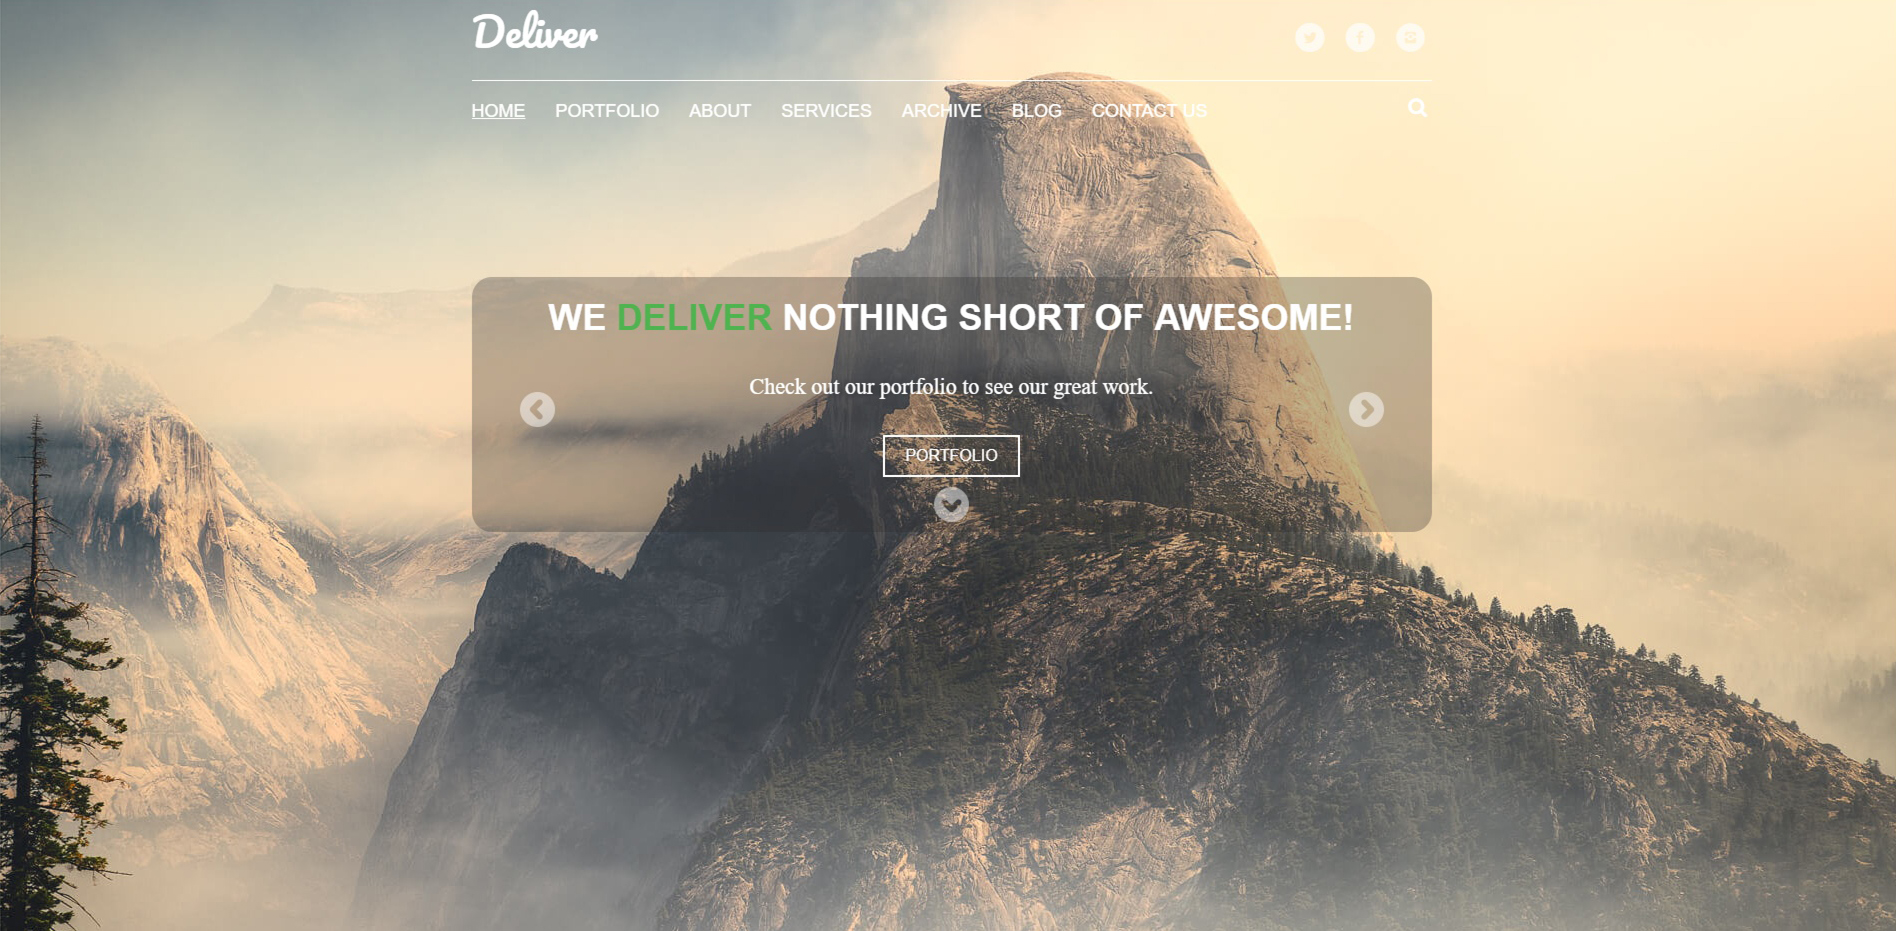 Deliver
HOME PORTFOLIO ABOUT SERVICES ARCHIVE BLOG CONTACT US
WE DELIVER NOTHING SHORT OF AWESOME!
Check out our portfolio to see our great work.
PORTFOLIO